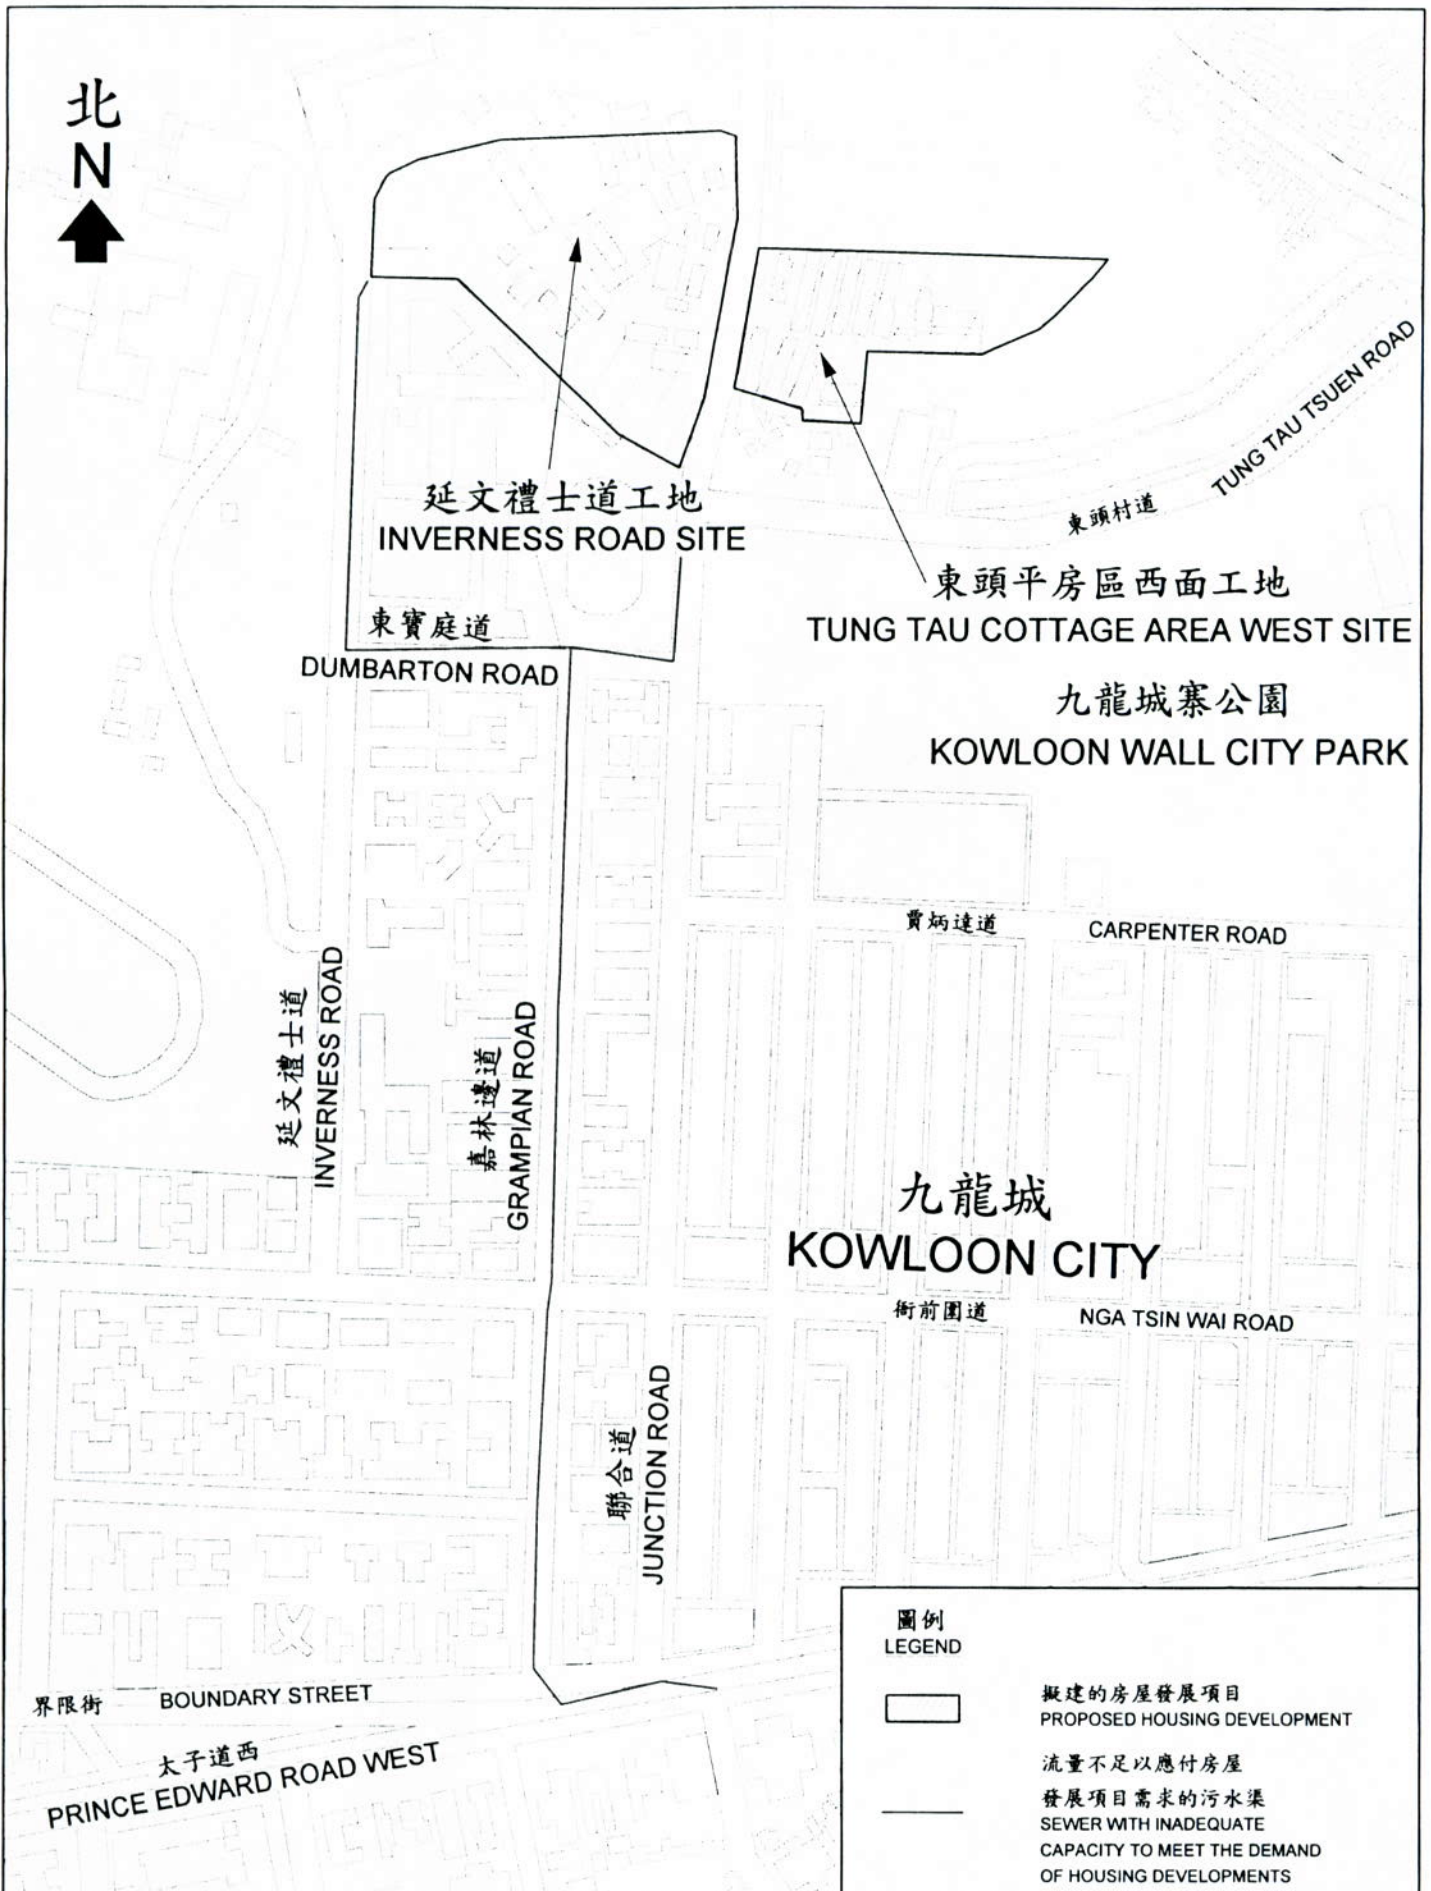 北
N
延文禮士道工地
INVERNESS ROAD SITE
TUNG TAU TSUEN ROAD
東頭村道
東頭平房區西面工地
TUNG TAU COTTAGE AREA WEST SITE
東寶庭道
DUMBARTON ROAD
九龍城寨公園
KOWLOON WALL CITY PARK
賈炳達道
CARPENTER ROAD
延文禮士道
INVERNESS ROAD
嘉林邊道
GRAMPIAN ROAD
九龍城
KOWLOON CITY
衙前圍道
NGA TSIN WAI ROAD
聯合道
JUNCTION ROAD
界限街
BOUNDARY STREET
太子道西
PRINCE EDWARD ROAD WEST
圖例
LEGEND
擬建的房屋發展項目
PROPOSED HOUSING DEVELOPMENT
流量不足以應付房屋
發展項目需求的污水渠
SEWER WITH INADEQUATE
CAPACITY TO MEET THE DEMAND
OF HOUSING DEVELOPMENTS